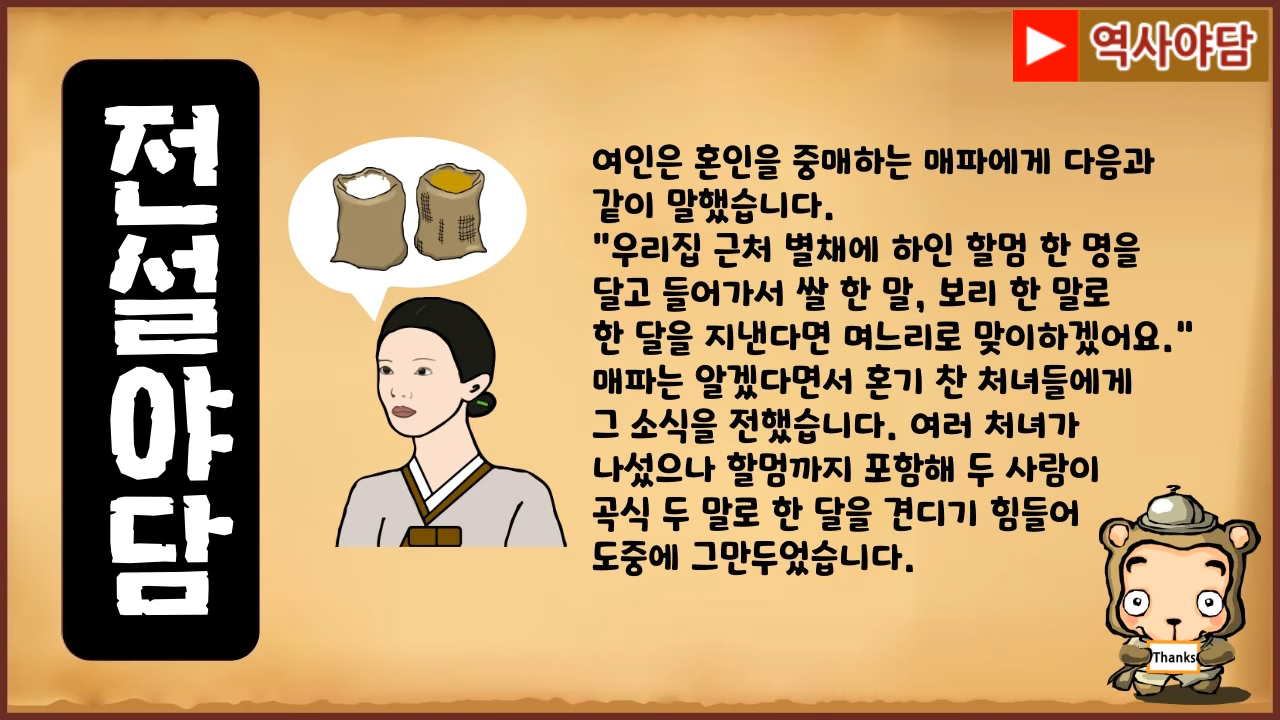 역사야담
전설야담
여인은 혼인을 중매하는 매파에게 다음과
같이 말했습니다.
"우리집 근처 별채에 하인 할멈 한 명을
달고 들어가서 쌀 한 말, 보리 한 말로
한 달을 지낸다면 며느리로 맞이하겠어요."
매파는 알겠다면서 혼기 찬 처녀들에게
그 소식을 전했습니다. 여러 처녀가
나섰으나 할멈까지 포함해 두 사람이
곡식 두 말로 한 달을 견디기 힘들어
도중에 그만두었습니다.
Thanks